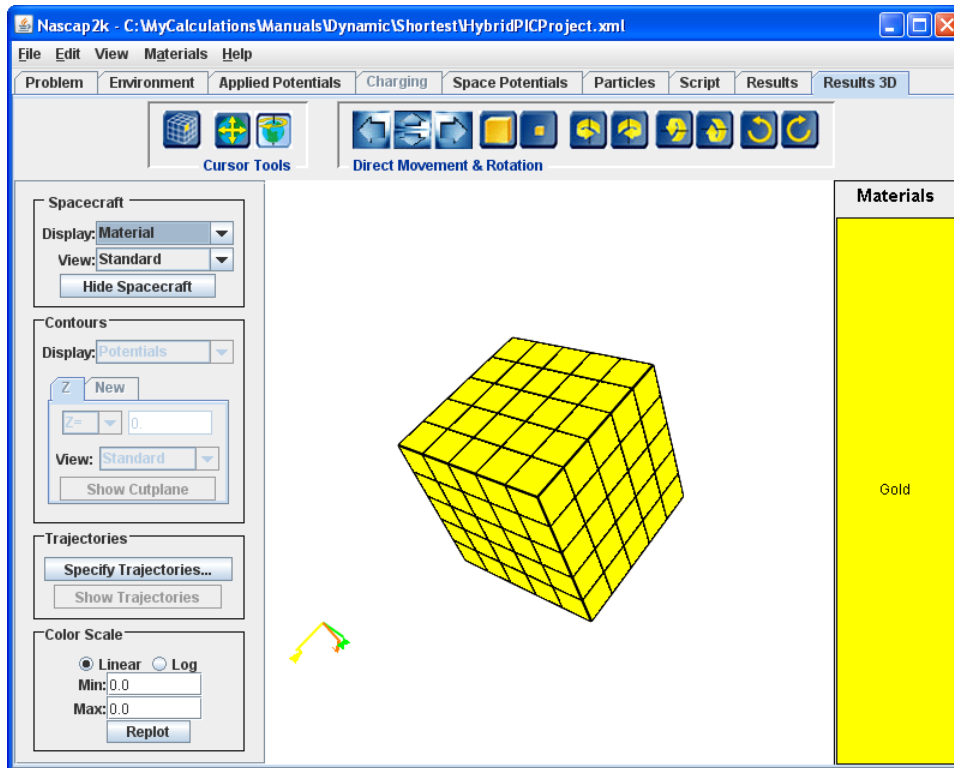 Nascap2k - C:\MyCalculations\Manuals\Dynamic\Shortest\HybridPICProject.xml
File Edit View Materials Help
Problem Environment Applied Potentials Charging Space Potentials Particles Script Results Results 3D
Cursor Tools Direct Movement & Rotation
Spacecraft
Display: Material
View: Standard
Hide Spacecraft
Contours
Display: Potentials
Z New
Z= 0.
View: Standard
Show Cutplane
Trajectories
Specify Trajectories...
Show Trajectories
Color Scale
Linear Log
Min: 0.0
Max: 0.0
Replot
Materials
Gold